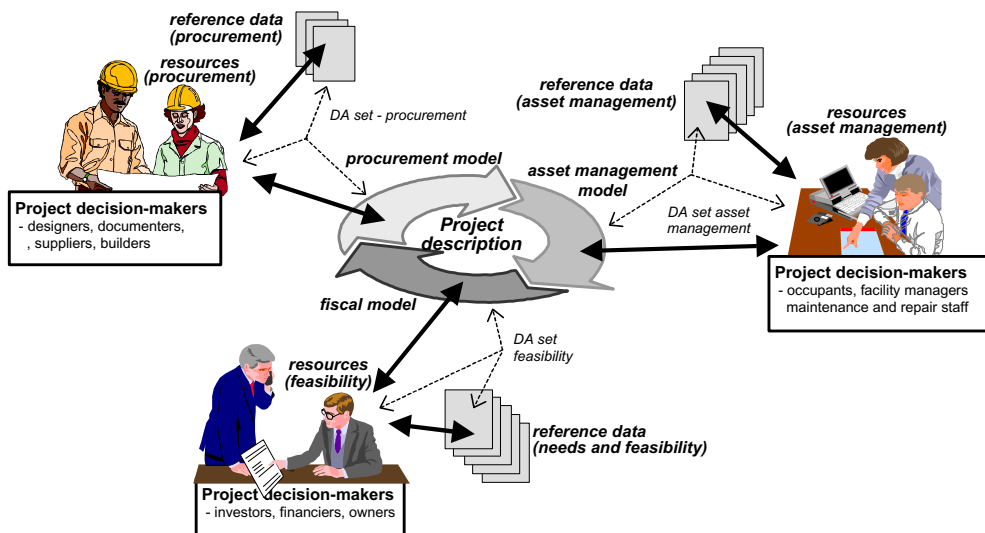 reference data
(procurement)
resources
(procurement)
DA set - procurement
procurement model
Project decision-makers
- designers, documenters,
, suppliers, builders
Project
description
reference data
(asset management)
resources
(asset management)
asset management
model
DA set asset
management
Project decision-makers
- occupants, facility managers
maintenance and repair staff
fiscal model
DA set
feasibility
resources
(feasibility)
reference data
(needs and feasibility)
Project decision-makers
- investors, financiers, owners